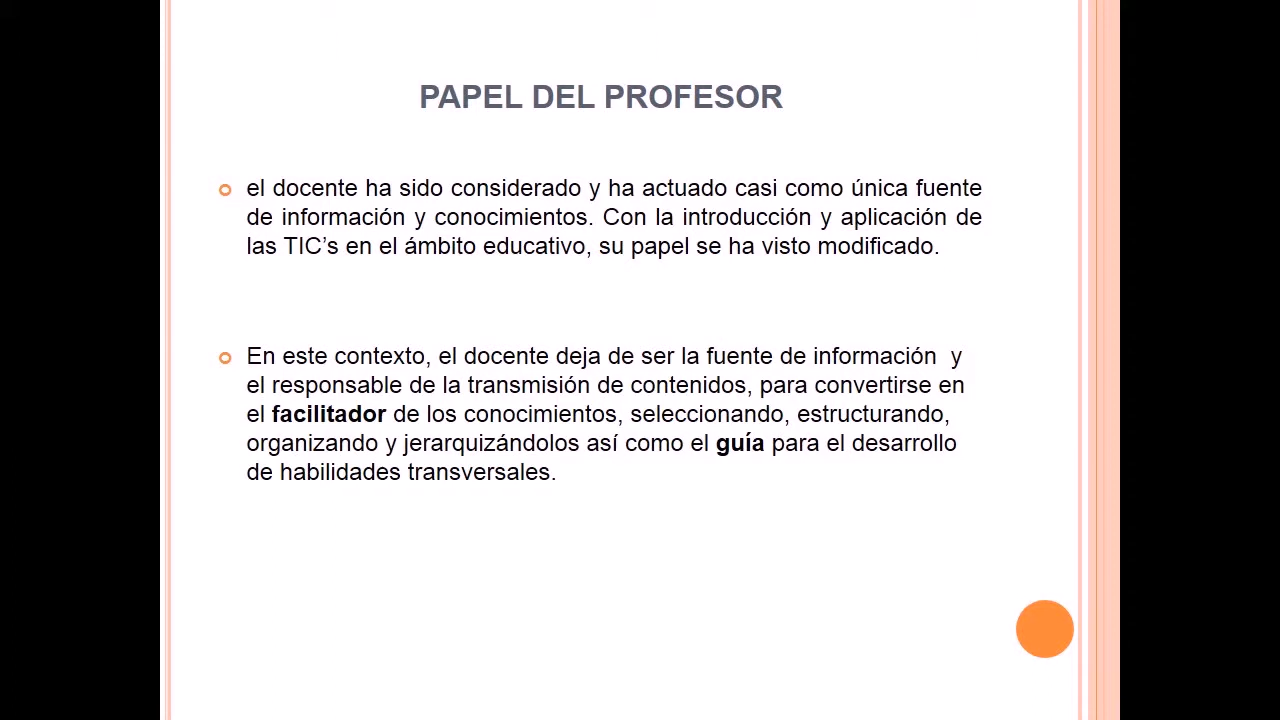 PAPEL DEL PROFESOR
el docente ha sido considerado y ha actuado casi como única fuente
de información y conocimientos. Con la introducción y aplicación de
las TIC’s en el ámbito educativo, su papel se ha visto modificado.
En este contexto, el docente deja de ser la fuente de información y
el responsable de la transmisión de contenidos, para convertirse en
el facilitador de los conocimientos, seleccionando, estructurando,
organizando y jerarquizándolos así como el guía para el desarrollo
de habilidades transversales.